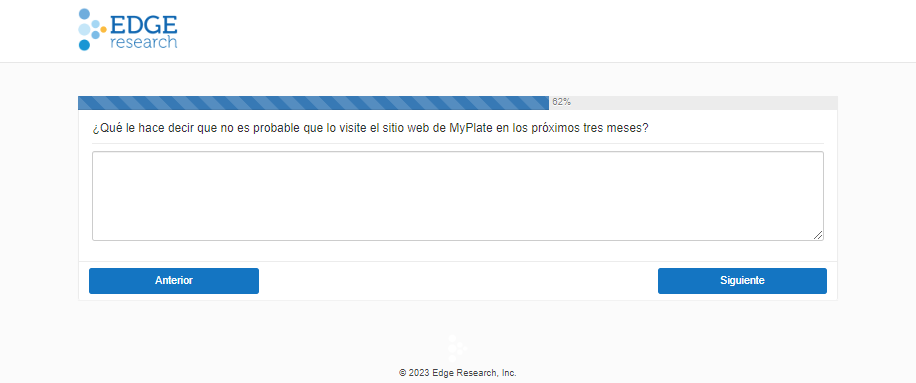 EDGE
research
62%
¿Qué le hace decir que no es probable que lo visite el sitio web de MyPlate en los próximos tres meses?
Anterior
Siguiente
© 2023 Edge Research, Inc.